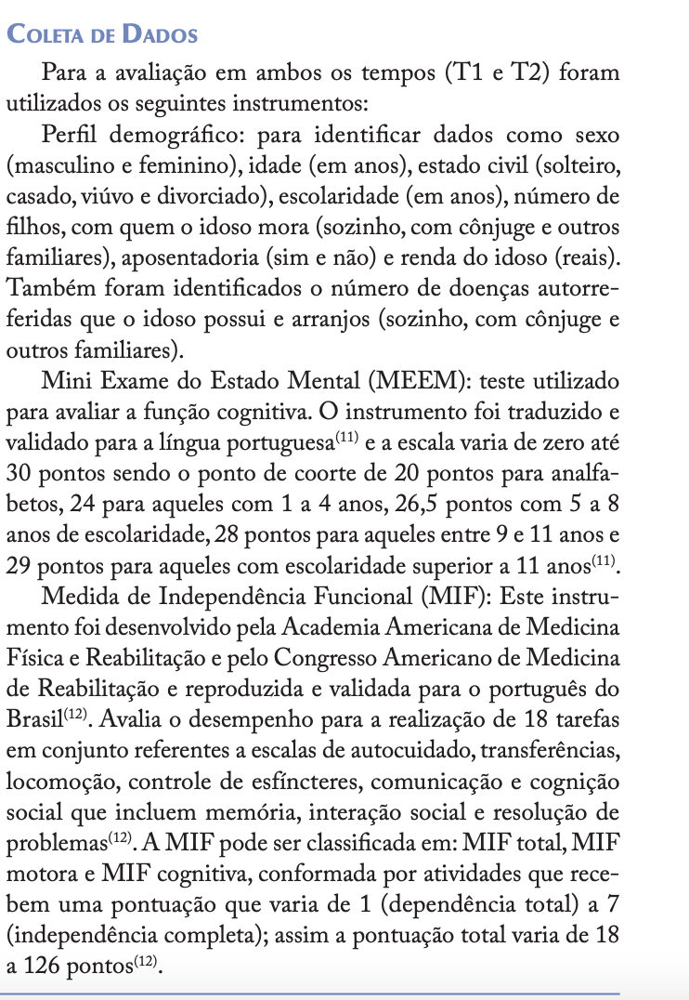 COLETA DE DADOS
Para a avaliação em ambos os tempos (T1 e T2) foram
utilizados os seguintes instrumentos:
Perfil demográfico: para identificar dados como sexo
(masculino e feminino), idade (em anos), estado civil (solteiro,
casado, viúvo e divorciado), escolaridade (em anos), número de
filhos, com quem o idoso mora (sozinho, com cônjuge e outros
familiares), aposentadoria (sim e não) e renda do idoso (reais).
Também foram identificados o número de doenças autorre-
feridas que o idoso possui e arranjos (sozinho, com cônjuge e
outros familiares).
Mini Exame do Estado Mental (MEEM): teste utilizado
para avaliar a função cognitiva. O instrumento foi traduzido e
validado para a língua portuguesa(11) e a escala varia de zero até
30 pontos sendo o ponto de coorte de 20 pontos para analfa-
betos, 24 para aqueles com 1 a 4 anos, 26,5 pontos com 5 a 8
anos de escolaridade, 28 pontos para aqueles entre 9 e 11 anos e
29 pontos para aqueles com escolaridade superior a 11 anos(11).
Medida de Independência Funcional (MIF): Este instru-
mento foi desenvolvido pela Academia Americana de Medicina
Física e Reabilitação e pelo Congresso Americano de Medicina
de Reabilitação e reproduzida e validada para o português do
Brasil(12). Avalia o desempenho para a realização de 18 tarefas
em conjunto referentes a escalas de autocuidado, transferências,
locomoção, controle de esfíncteres, comunicação e cognição
social que incluem memória, interação social e resolução de
problemas(12). A MIF pode ser classificada em: MIF total, MIF
motora e MIF cognitiva, conformada por atividades que rece-
bem uma pontuação que varia de 1 (dependência total) a 7
(independência completa); assim a pontuação total varia de 18
a 126 pontos(12).